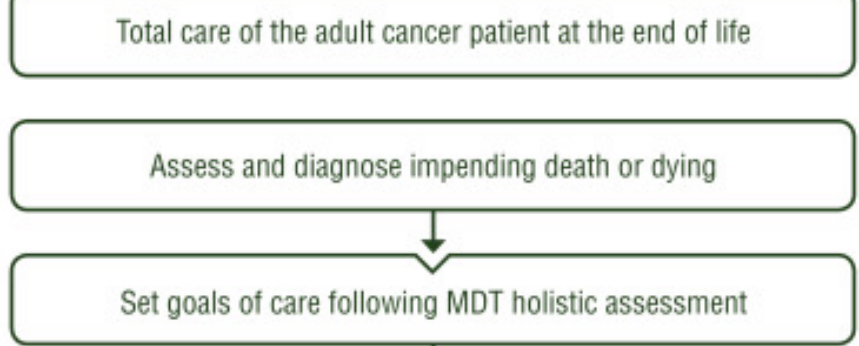 Total care of the adult cancer patient at the end of life
Assess and diagnose impending death or dying
Set goals of care following MDT holistic assessment